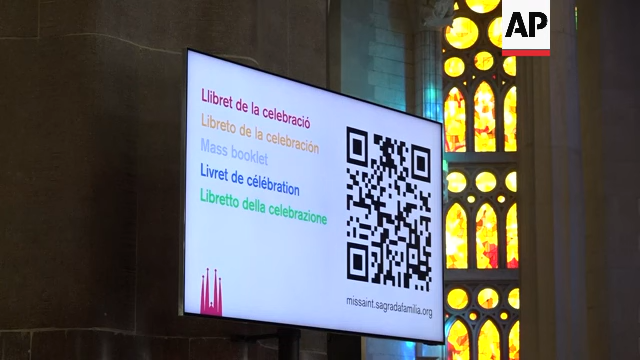 AP
Llibret de la celebració
Libreto de la celebración
Mass booklet
Livret de célébration
Libretto della celebrazione
missaint.sagradafamilia.org